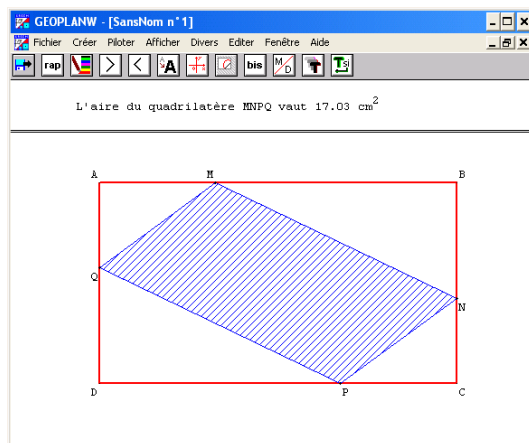 GEOPLANW - [SansNom n°1]
Fichier Créer Piloter Afficher Divers Editer Fenêtre Aide
rap A bis M/D T Tsi
L'aire du quadrilatère MNPQ vaut 17.03 cm²
A M B
Q
N
D P C